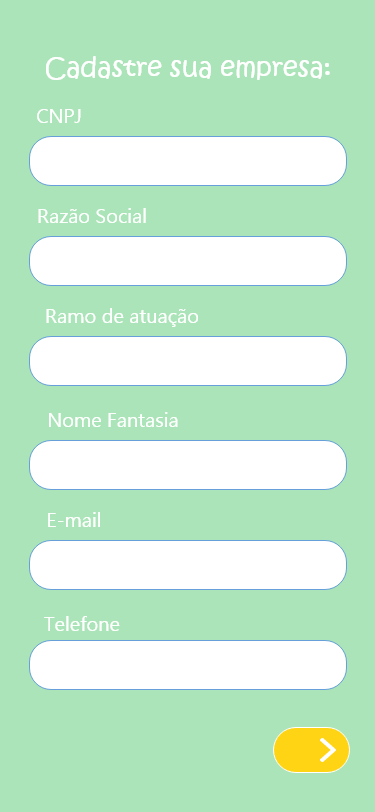 Cadastre sua empresa:
CNPJ
Razão Social
Ramo de atuação
Nome Fantasia
E-mail
Telefone